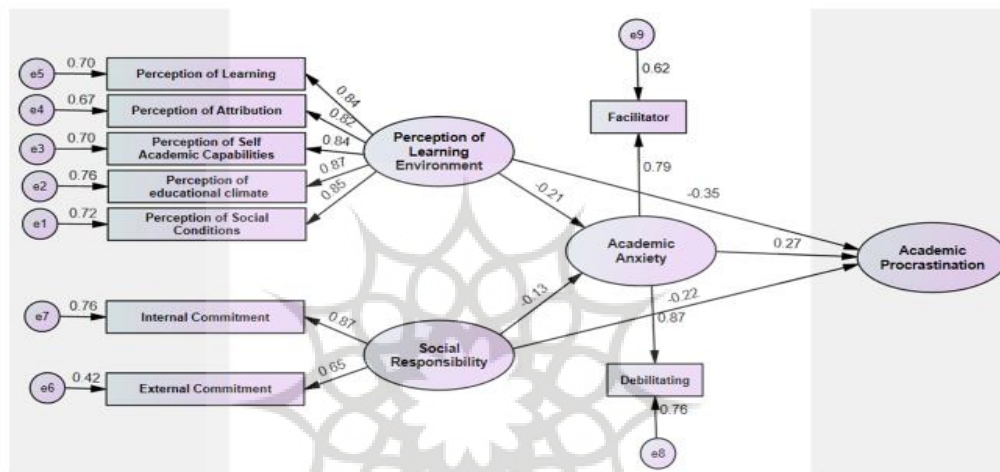 e9
0.62
Facilitator
0.79
e5
0.70
Perception of Learning
0.84
e4
0.67
Perception of Attribution
0.82
e3
0.70
Perception of Self
Academic Capabilities
0.84
e2
0.76
Perception of
educational climate
0.87
e1
0.72
Perception of Social
Conditions
0.85
Perception of
Learning
Environment
-0.21
-0.35
Academic
Anxiety
0.27
Academic
Procrastination
e7
0.76
Internal Commitment
0.87
e6
0.42
External Commitment
0.65
Social
Responsibility
-0.13
-0.22
0.87
Debilitating
0.76
e8